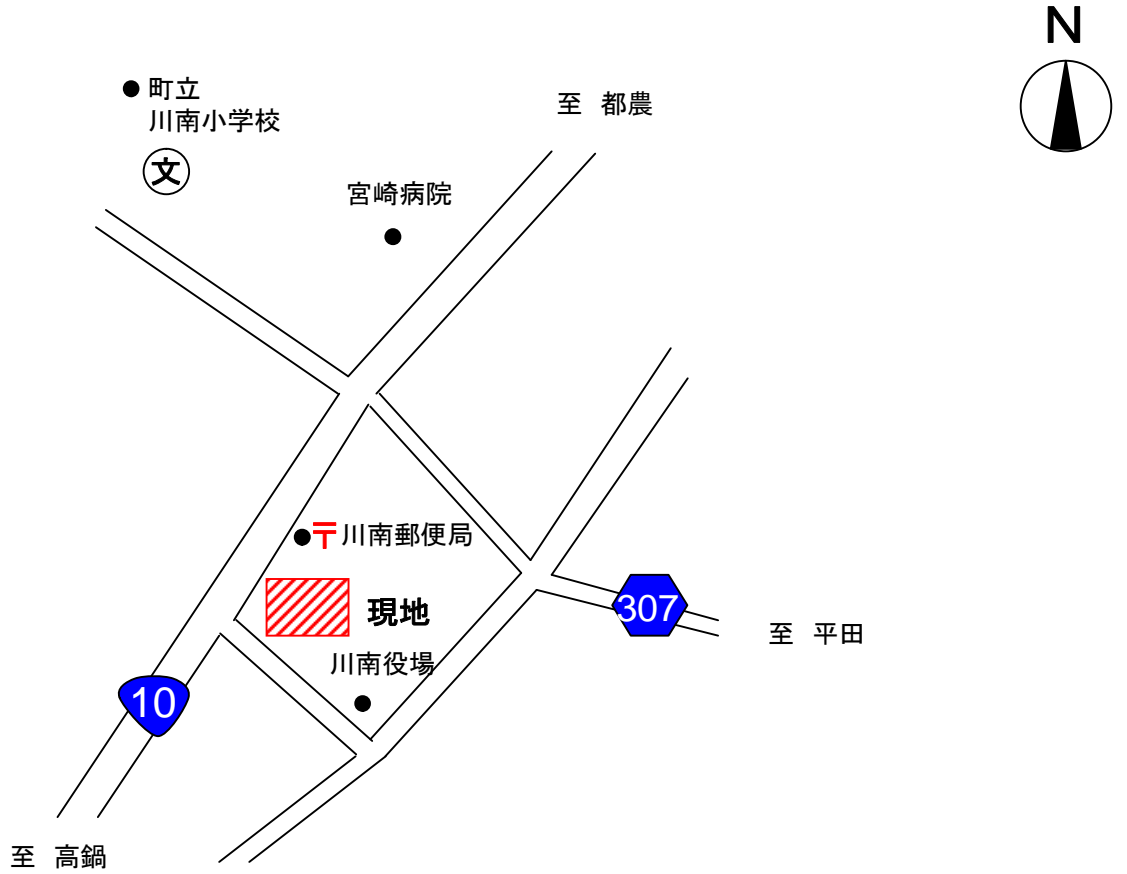 N
町立
川南小学校
文
至 都農
宮崎病院
〒川南郵便局
現地
307
至 平田
川南役場
10
至 高鍋